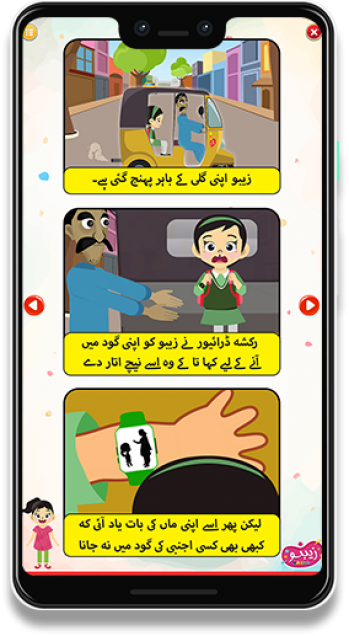 زیبو اپنی گلی کے باہر پہنچ گئی ہے۔
رکشہ ڈرائیور نے زیبو کو اپنی گود میں
آنے کے لیے کہا تا کے وہ اسے نیچے اتار دے
لیکن پھر اسے اپنی ماں کی بات یاد آئی کہ
کبھی بھی کسی اجنبی کی گود میں نہ جانا
زیبو